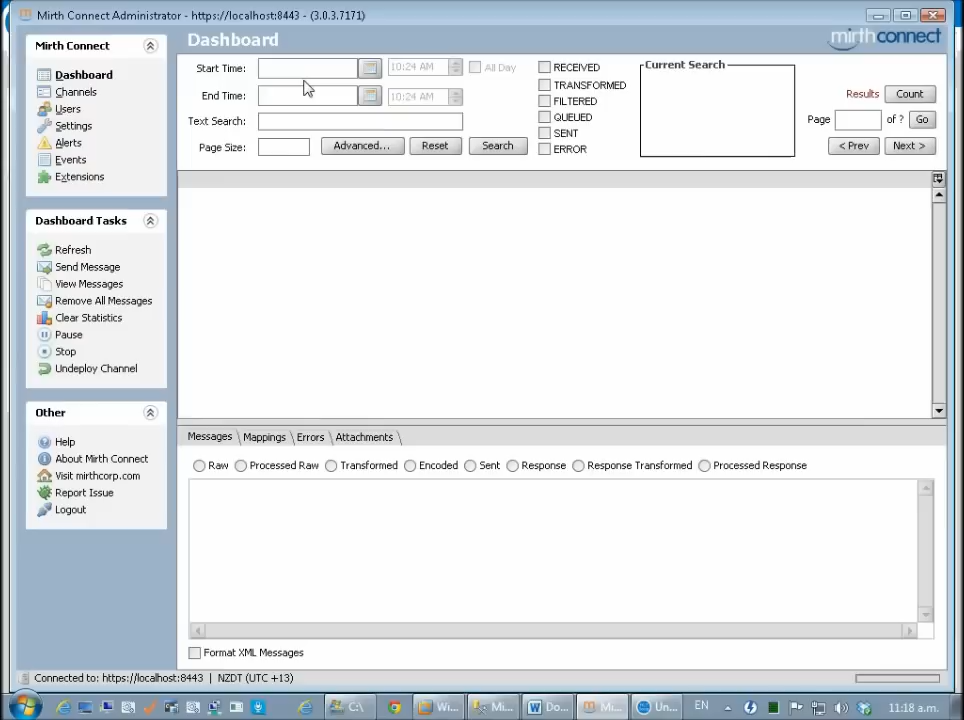 Mirth Connect Administrator - https://localhost:8443 - (3.0.3.7171)
Mirth Connect
Dashboard
Channels
Users
Settings
Alerts
Events
Extensions
Dashboard Tasks
Refresh
Send Message
View Messages
Remove All Messages
Clear Statistics
Pause
Stop
Undeploy Channel
Other
Help
About Mirth Connect
Visit mirthcorp.com
Report Issue
Logout
Dashboard
mirthconnect
Start Time: 10:24 AM All Day
End Time: 10:24 AM
Text Search:
Page Size: Advanced... Reset Search
RECEIVED
TRANSFORMED
FILTERED
QUEUED
SENT
ERROR
Current Search
Results Count
Page of ? Go
< Prev Next >
Messages Mappings Errors Attachments
Raw Processed Raw Transformed Encoded Sent Response Response Transformed Processed Response
Format XML Messages
Connected to: https://localhost:8443 | NZDT (UTC +13)
C:\ Wi... Mi... Do... Mi... Un... EN 11:18 a.m.